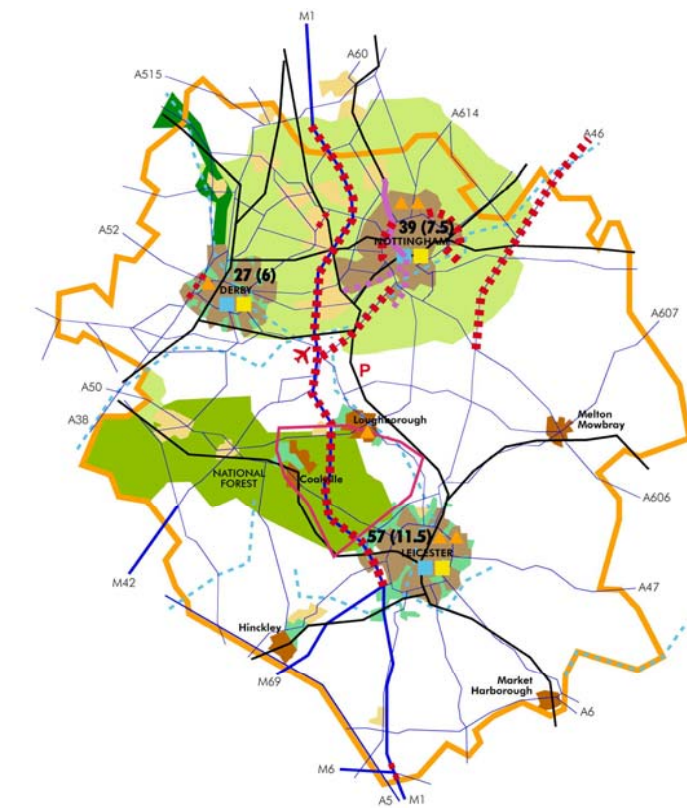 M1
A60
A515
A614
A46
39 (7.5)
NOTTINGHAM
A52
27 (6)
DERBY
A607
P
A50
A38
Loughborough
Melton
Mowbray
NATIONAL
FOREST
Coalville
A606
57 (11.5)
LEICESTER
M42
A47
Hinckley
M69
Market
Harborough
A6
M6
A5
M1